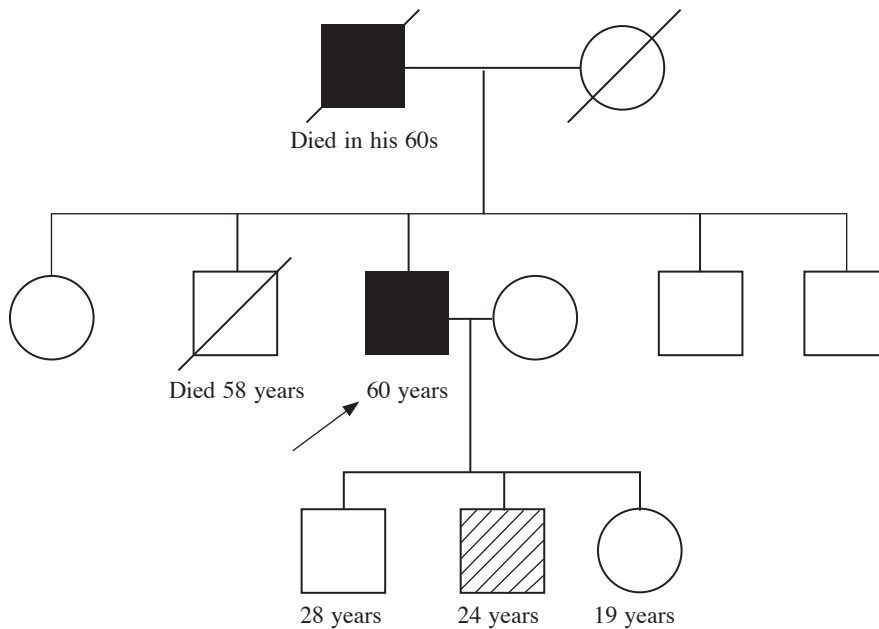 Died in his 60s
Died 58 years
60 years
28 years
24 years
19 years